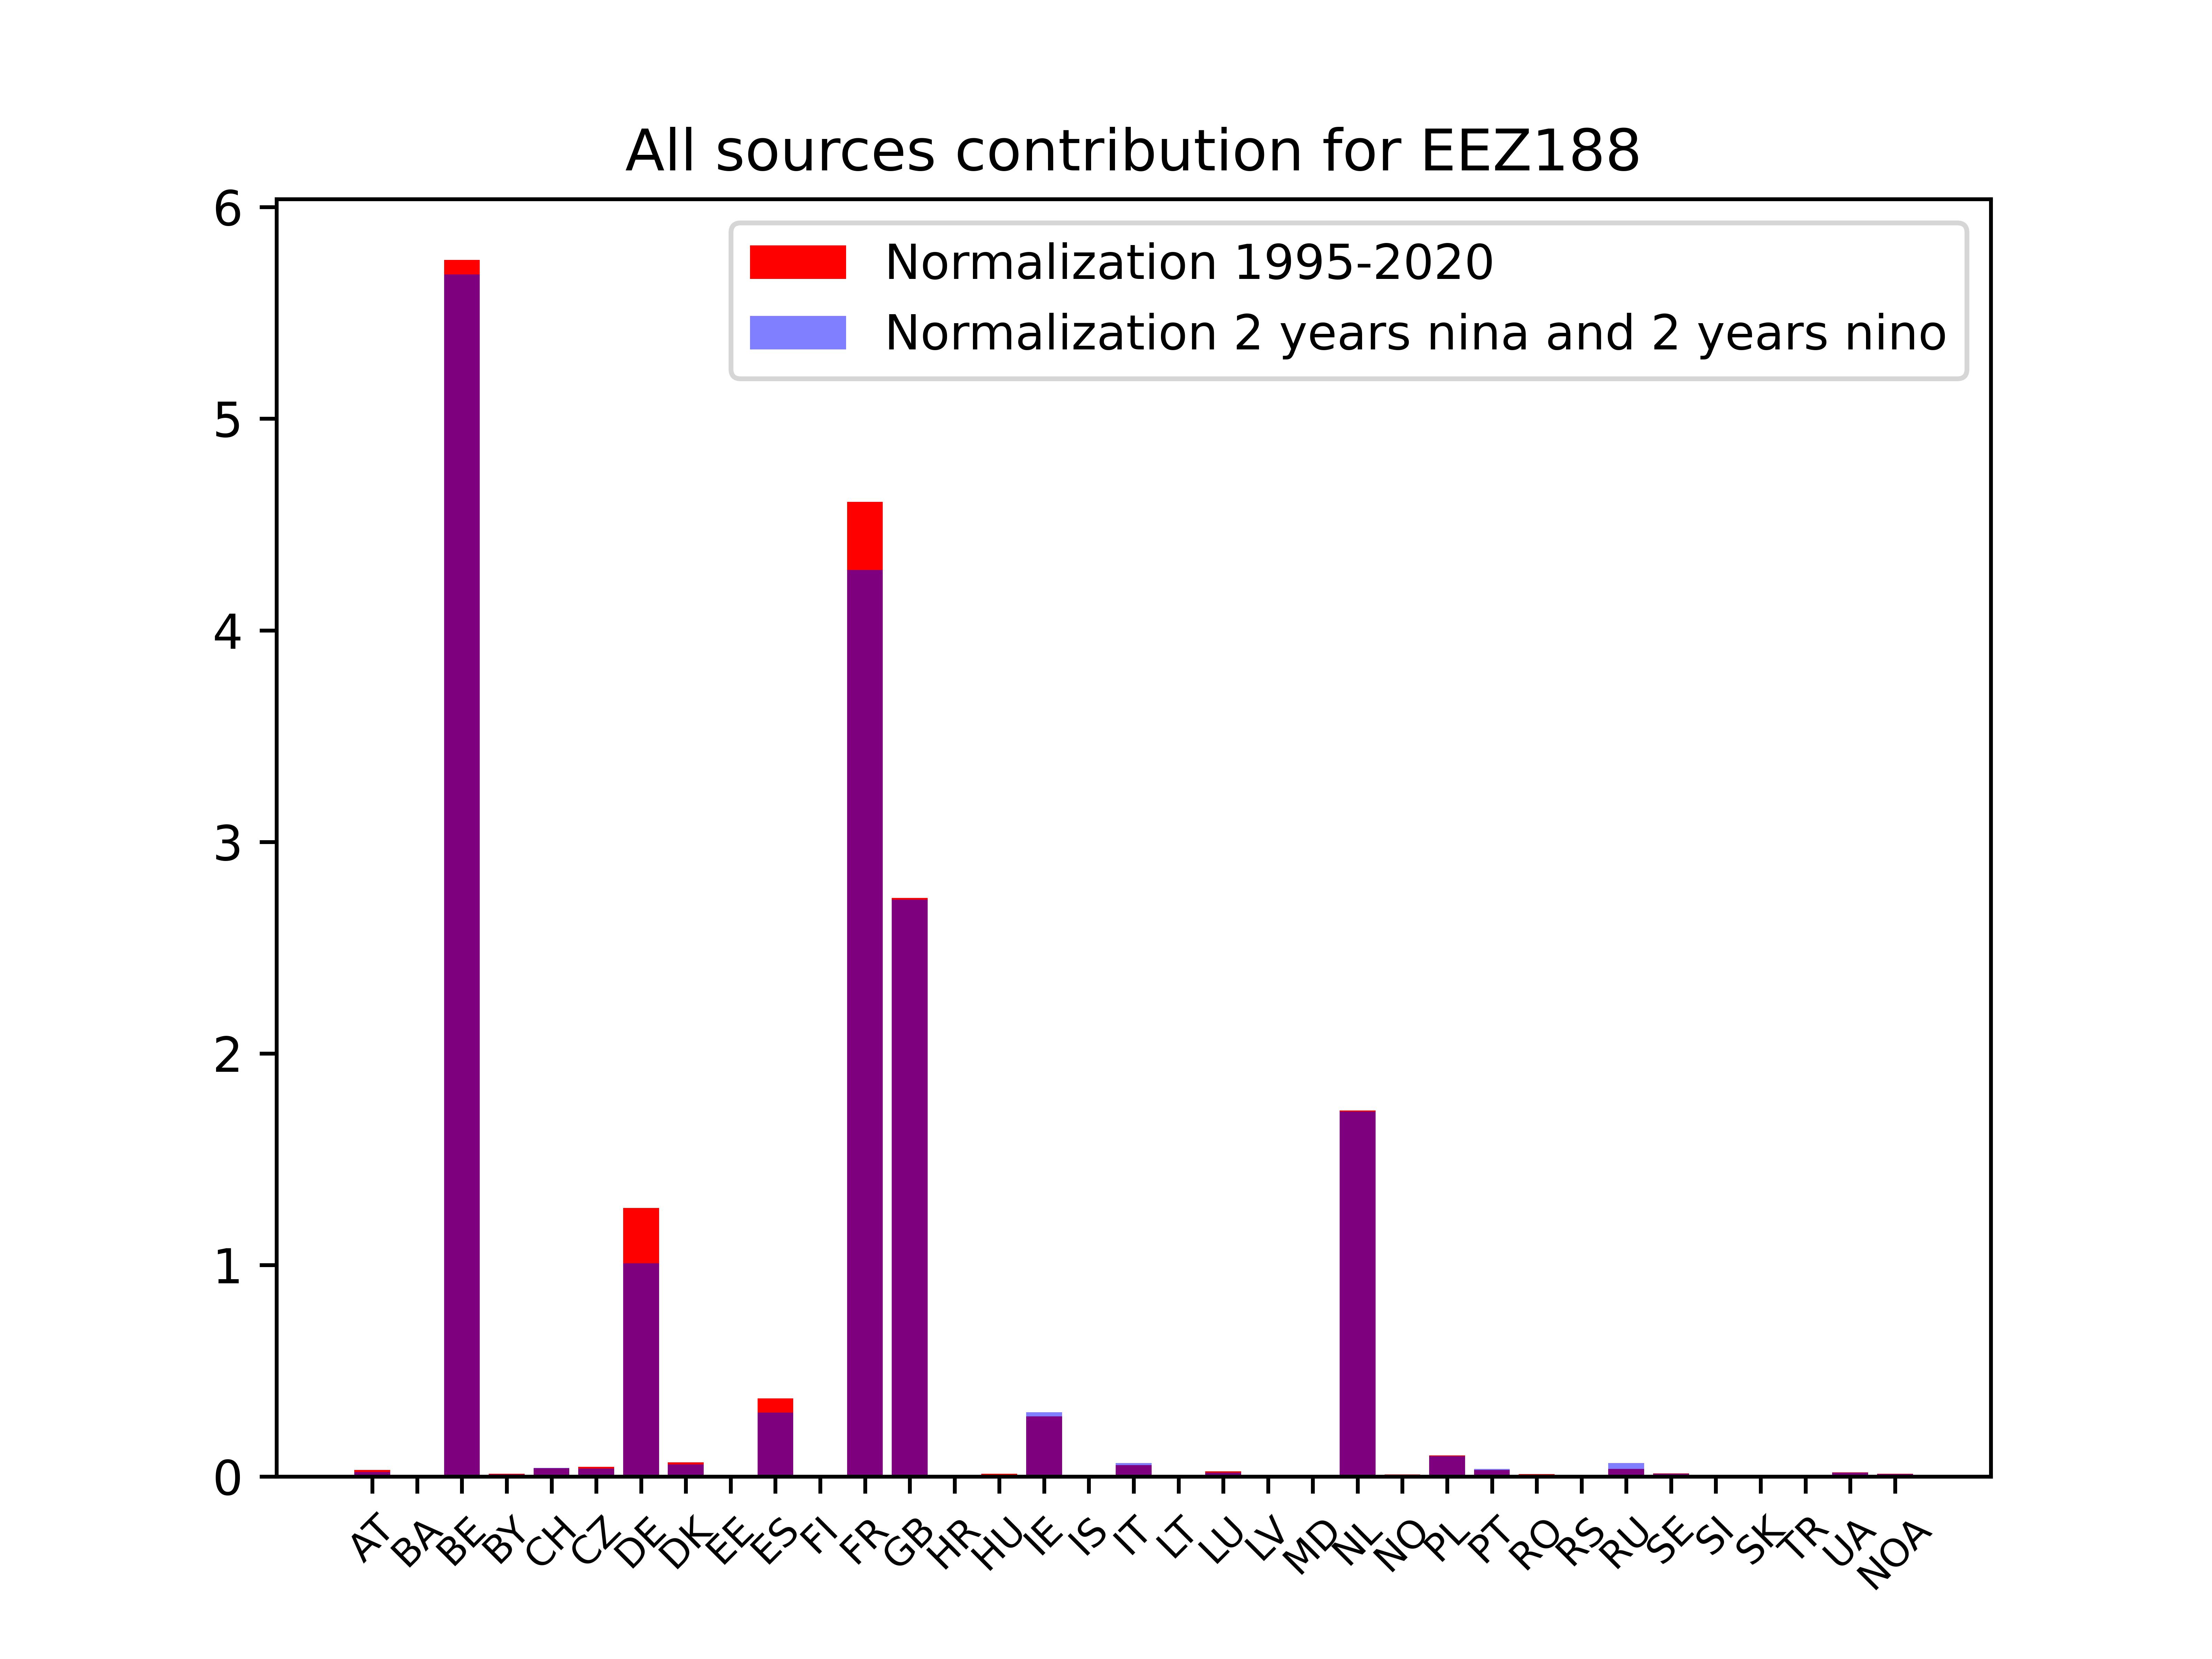 All sources contribution for EEZ188
Normalization 1995-2020
Normalization 2 years nina and 2 years nino
6
5
4
3
2
1
0
AT BA BE BY CH CZ DE DK EE ES FI FR GB HR HU IE IS IT LT LU LV MD NL NO PL PT RO RS RU SE SI SK TR UA NOA